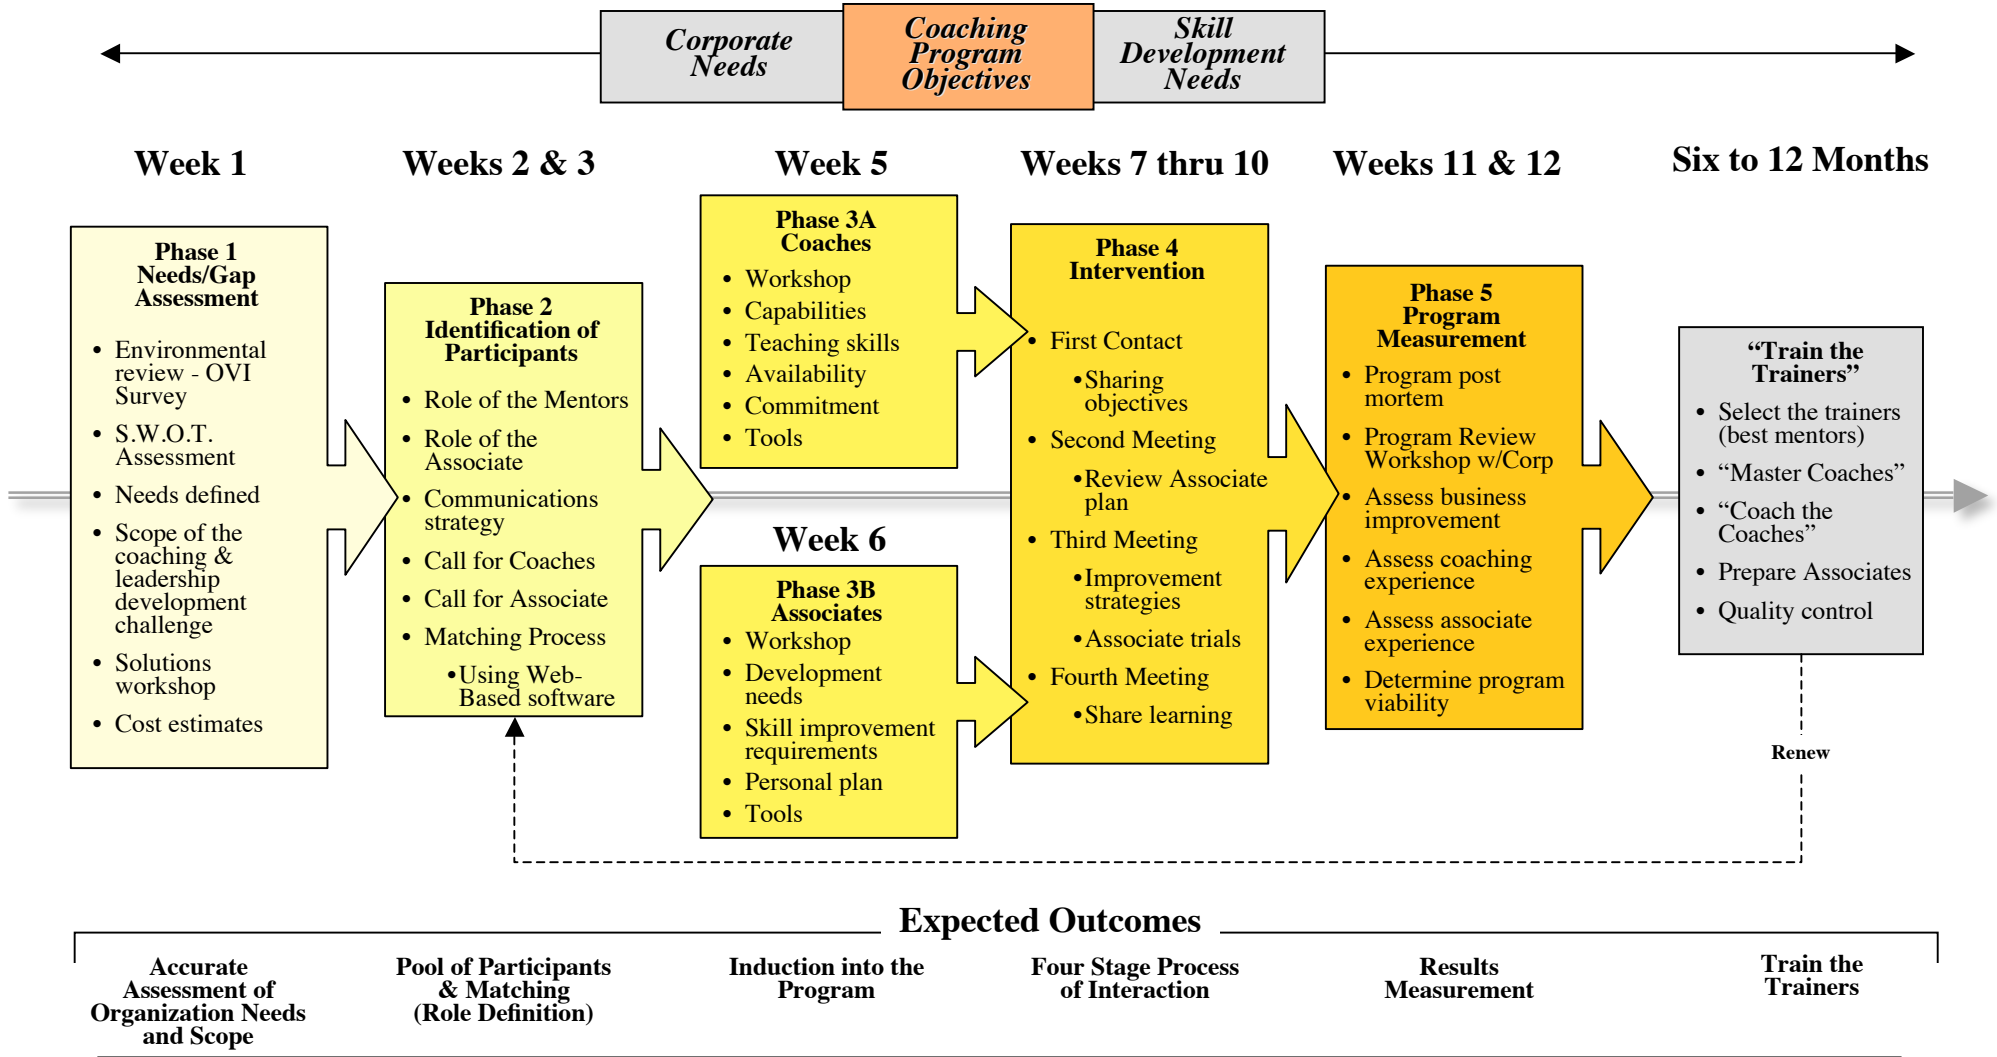 Corporate
Needs
Coaching
Program
Objectives
Skill
Development
Needs
Week 1
Weeks 2 & 3
Week 5
Weeks 7 thru 10
Weeks 11 & 12
Six to 12 Months
Phase 1
Needs/Gap
Assessment
• Environmental
review - OVI
Survey
• S.W.O.T.
Assessment
• Needs defined
• Scope of the
coaching &
leadership
development
challenge
• Solutions
workshop
• Cost estimates
Phase 2
Identification of
Participants
• Role of the Mentors
• Role of the
Associate
• Communications
strategy
• Call for Coaches
• Call for Associate
• Matching Process
•Using Web-
Based software
Phase 3A
Coaches
• Workshop
• Capabilities
• Teaching skills
• Availability
• Commitment
• Tools
Week 6
Phase 3B
Associates
• Workshop
• Development
needs
• Skill improvement
requirements
• Personal plan
• Tools
Phase 4
Intervention
• First Contact
•Sharing
objectives
• Second Meeting
•Review Associate
plan
• Third Meeting
•Improvement
strategies
•Associate trials
• Fourth Meeting
•Share learning
Phase 5
Program
Measurement
• Program post
mortem
• Program Review
Workshop w/Corp
• Assess business
improvement
• Assess coaching
experience
• Assess associate
experience
• Determine program
viability
“Train the
Trainers”
• Select the trainers
(best mentors)
• “Master Coaches”
• “Coach the
Coaches”
• Prepare Associates
• Quality control
Renew
Expected Outcomes
Accurate
Assessment of
Organization Needs
and Scope
Pool of Participants
& Matching
(Role Definition)
Induction into the
Program
Four Stage Process
of Interaction
Results
Measurement
Train the
Trainers